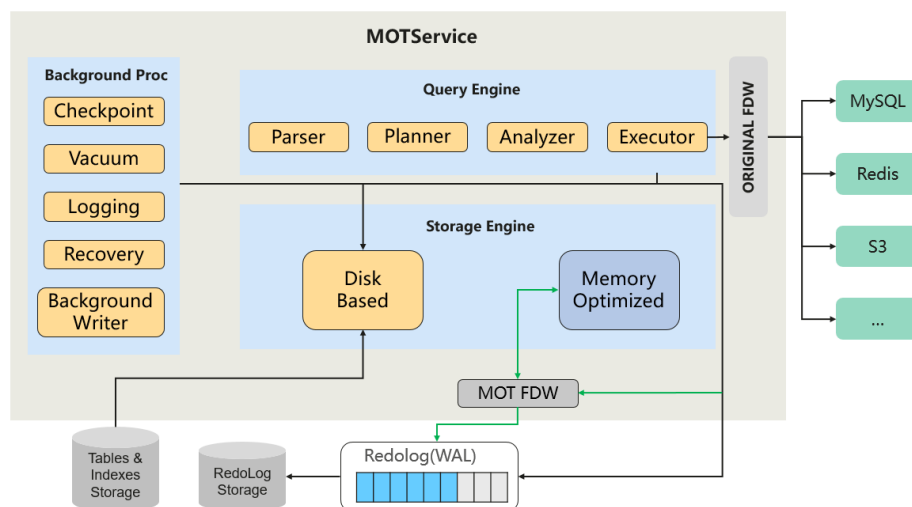 MOTService
Background Proc
Checkpoint
Vacuum
Logging
Recovery
Background
Writer
Query Engine
Parser
Planner
Analyzer
Executor
ORIGINAL FDW
MySQL
Redis
S3
...
Storage Engine
Disk
Based
Memory
Optimized
MOT FDW
Tables &
Indexes
Storage
RedoLog
Storage
Redolog(WAL)